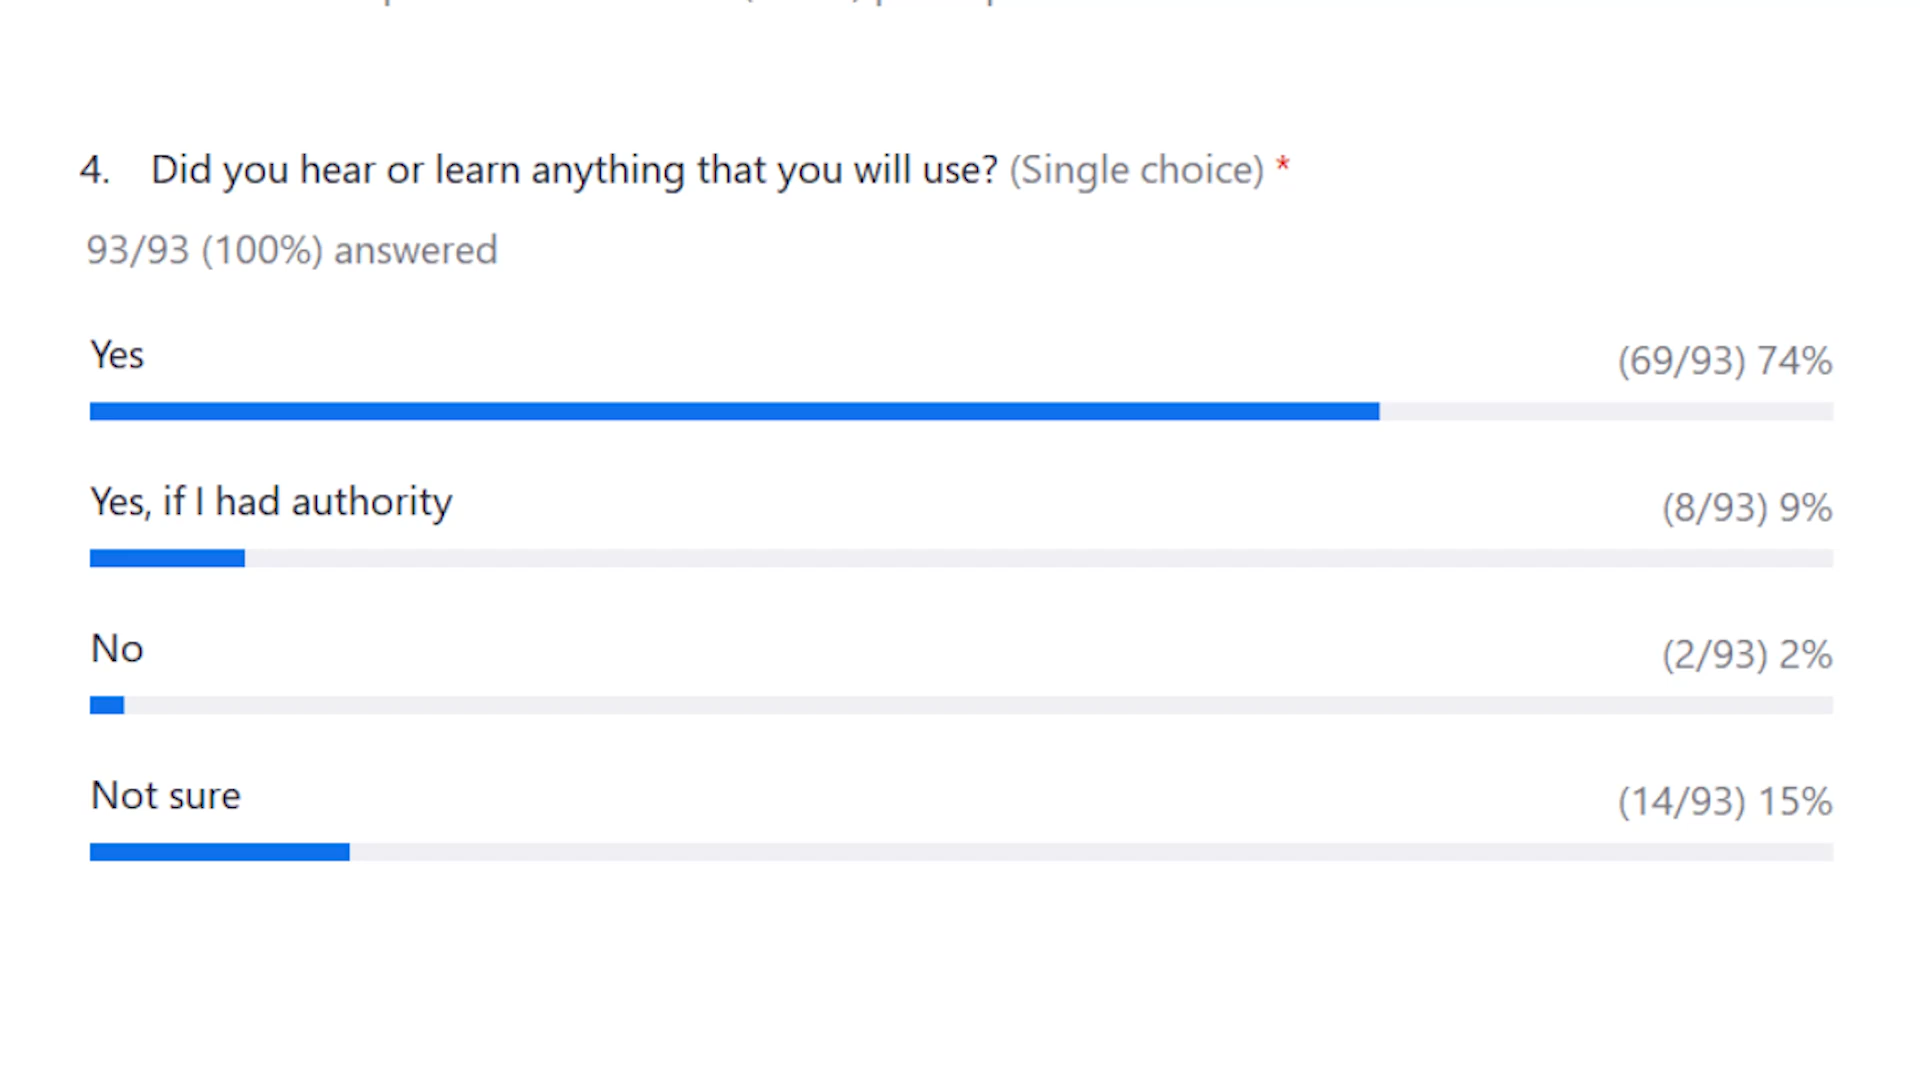 4. Did you hear or learn anything that you will use? (Single choice) *
93/93 (100%) answered
Yes
(69/93) 74%
Yes, if I had authority
(8/93) 9%
No
(2/93) 2%
Not sure
(14/93) 15%